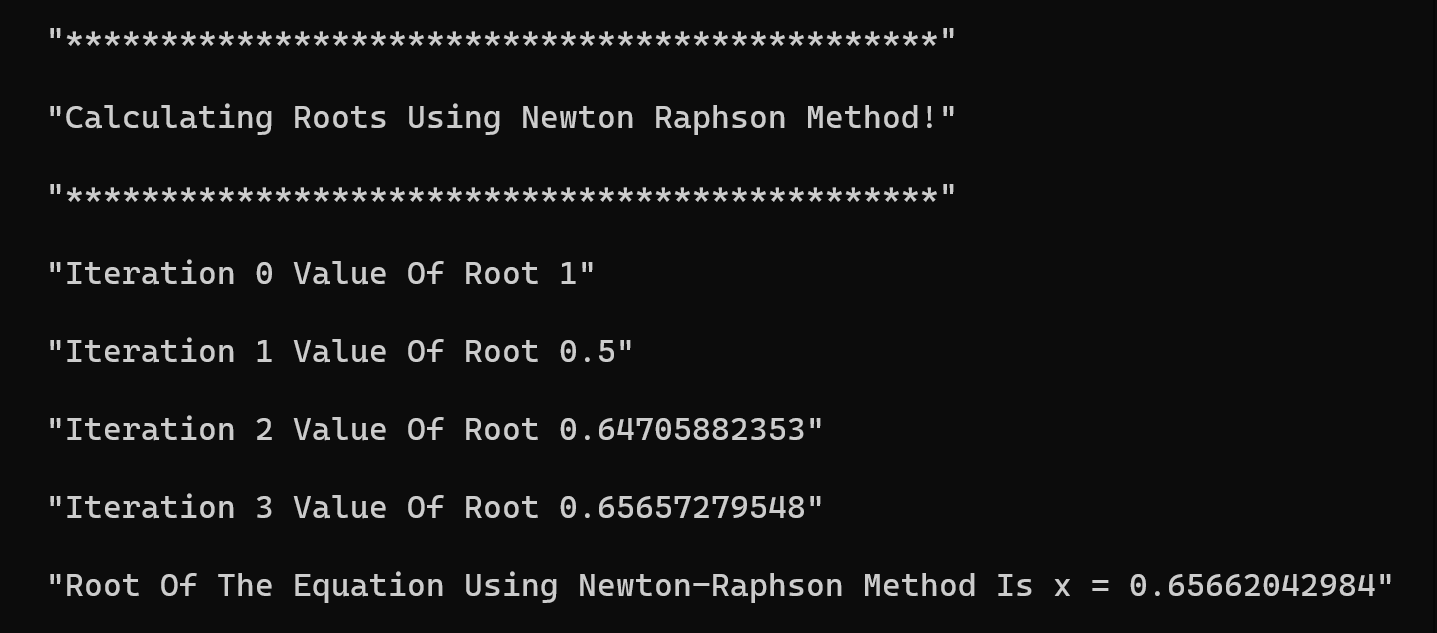 "**********************************************"
"Calculating Roots Using Newton Raphson Method!"
"**********************************************"
"Iteration 0 Value Of Root 1"
"Iteration 1 Value Of Root 0.5"
"Iteration 2 Value Of Root 0.64705882353"
"Iteration 3 Value Of Root 0.65657279548"
"Root Of The Equation Using Newton-Raphson Method Is x = 0.65662042984"